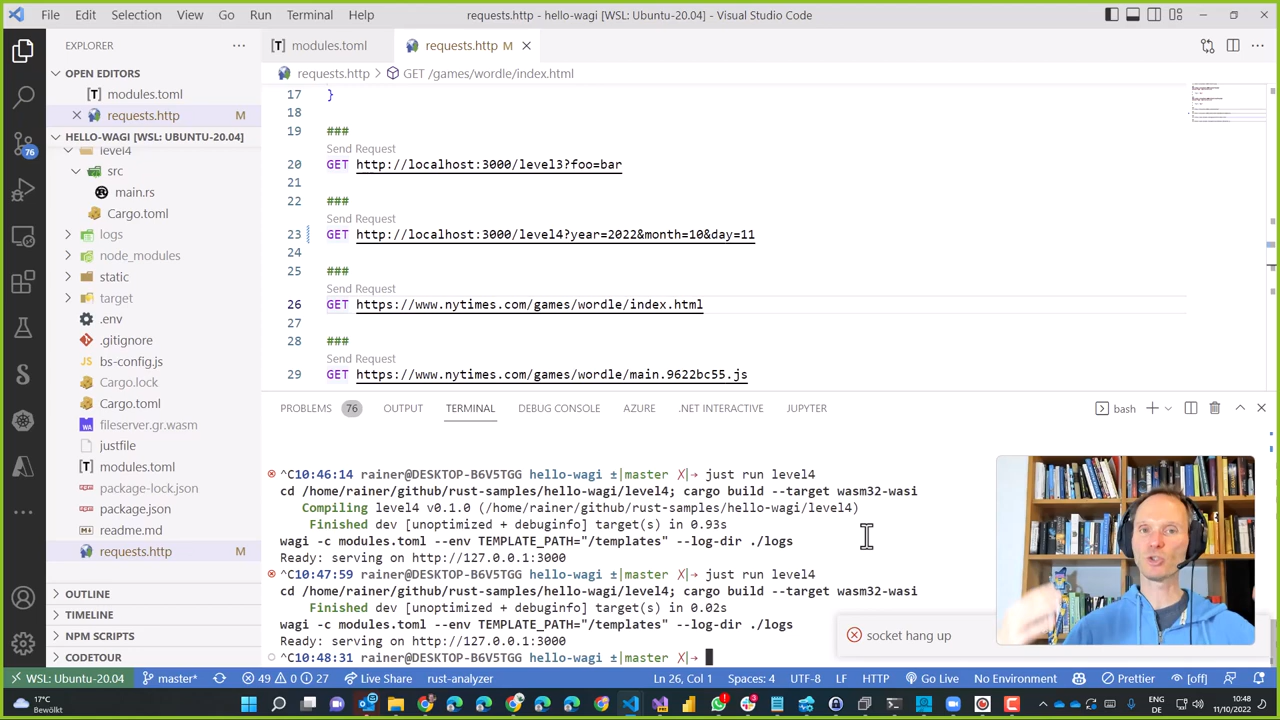 File Edit Selection View Go Run Terminal Help requests.http - hello-wagi [WSL: Ubuntu-20.04] - Visual Studio Code
EXPLORER
OPEN EDITORS
modules.toml
requests.http M
HELLO-WAGI [WSL: UBUNTU-20.04]
level4
src
main.rs
Cargo.toml
logs
node_modules
static
target
.env
.gitignore
bs-config.js
Cargo.lock
Cargo.toml
fileserver.gr.wasm
justfile
modules.toml
package-lock.json
package.json
readme.md
requests.http M
OUTLINE
TIMELINE
NPM SCRIPTS
CODETOUR
76
modules.toml requests.http M
requests.http > GET /games/wordle/index.html
17 }
18
19 ###
Send Request
20 GET http://localhost:3000/level3?foo=bar
21
22 ###
Send Request
23 GET http://localhost:3000/level4?year=2022&month=10&day=11
24
25 ###
Send Request
26 GET https://www.nytimes.com/games/wordle/index.html
27
28 ###
Send Request
29 GET https://www.nytimes.com/games/wordle/main.9622bc55.js
PROBLEMS 76 OUTPUT TERMINAL DEBUG CONSOLE AZURE .NET INTERACTIVE JUPYTER bash
^C10:46:14 rainer@DESKTOP-B6V5TGG hello-wagi ±|master ✗|→ just run level4
cd /home/rainer/github/rust-samples/hello-wagi/level4; cargo build --target wasm32-wasi
Compiling level4 v0.1.0 (/home/rainer/github/rust-samples/hello-wagi/level4)
Finished dev [unoptimized + debuginfo] target(s) in 0.93s
wagi -c modules.toml --env TEMPLATE_PATH="/templates" --log-dir ./logs
Ready: serving on http://127.0.0.1:3000
^C10:47:59 rainer@DESKTOP-B6V5TGG hello-wagi ±|master ✗|→ just run level4
cd /home/rainer/github/rust-samples/hello-wagi/level4; cargo build --target wasm32-wasi
Finished dev [unoptimized + debuginfo] target(s) in 0.02s
wagi -c modules.toml --env TEMPLATE_PATH="/templates" --log-dir ./logs
Ready: serving on http://127.0.0.1:3000
^C10:48:31 rainer@DESKTOP-B6V5TGG hello-wagi ±|master ✗|→
socket hang up
WSL: Ubuntu-20.04 master* 49 0 27 Live Share rust-analyzer Ln 26, Col 1 Spaces: 4 UTF-8 LF HTTP Go Live No Environment Prettier [off]
17°C
Bewölkt
ENG
DE
10:48
11/10/2022